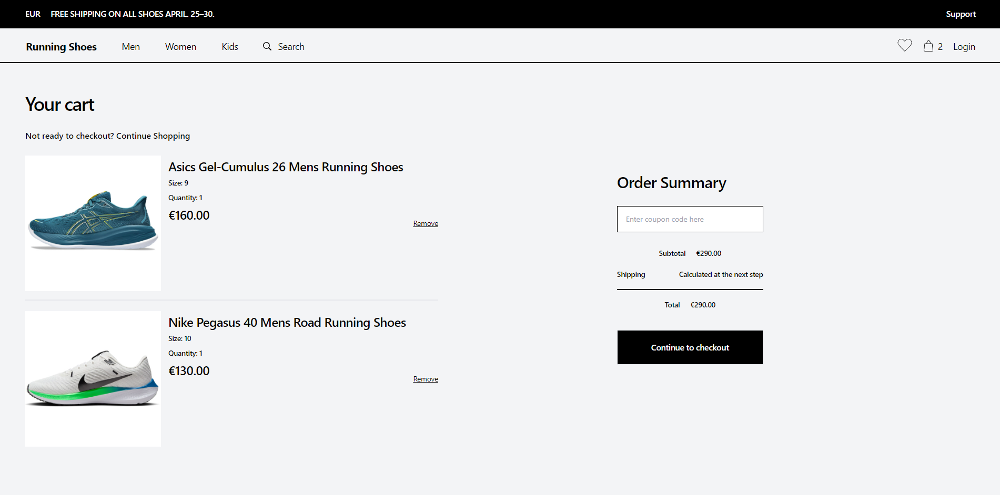 EUR FREE SHIPPING ON ALL SHOES APRIL. 25–30. Support
Running Shoes Men Women Kids Search 2 Login
Your cart
Not ready to checkout? Continue Shopping
Asics Gel-Cumulus 26 Mens Running Shoes
Size: 9
Quantity: 1
€160.00
Remove
Nike Pegasus 40 Mens Road Running Shoes
Size: 10
Quantity: 1
€130.00
Remove
Order Summary
Enter coupon code here
Subtotal €290.00
Shipping Calculated at the next step
Total €290.00
Continue to checkout